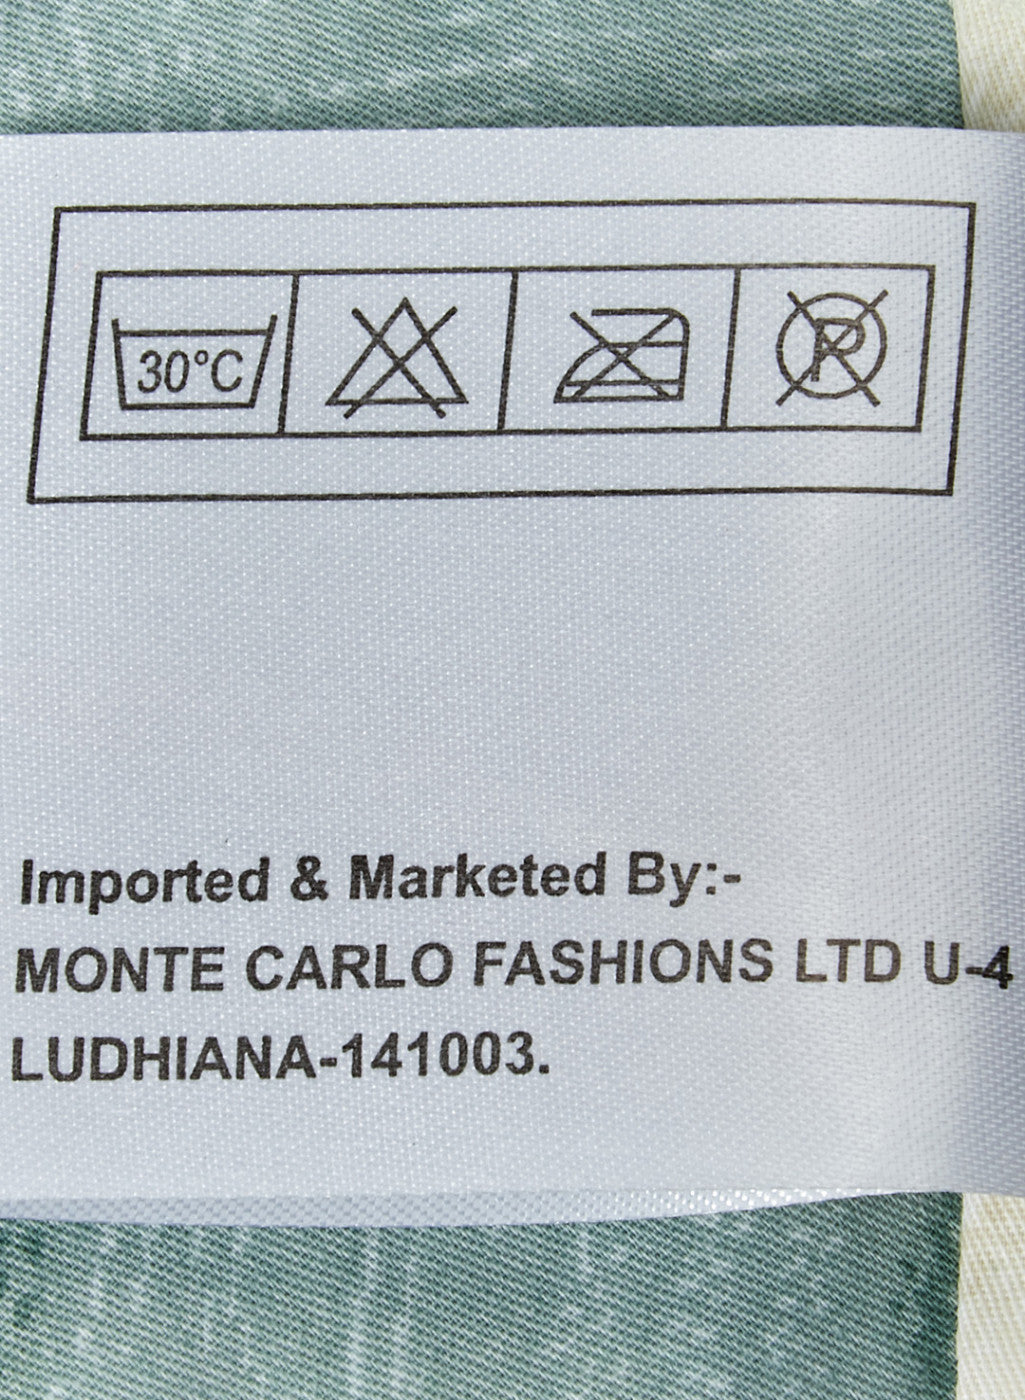 30°C
P
Imported & Marketed By:-
MONTE CARLO FASHIONS LTD U-4
LUDHIANA-141003.